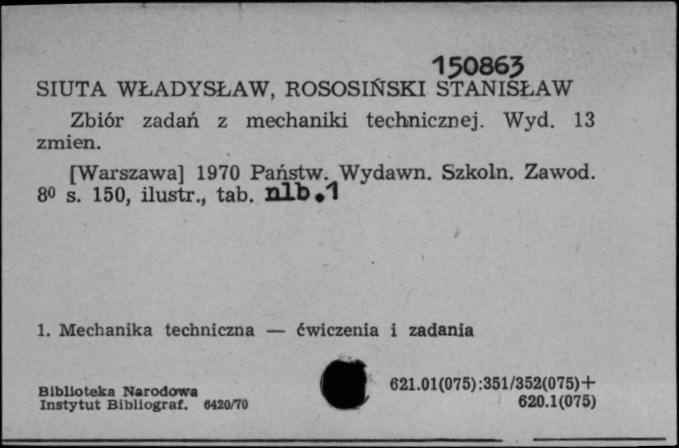 150863
SIUTA WŁADYSŁAW, ROSOSIŃSKI STANISŁAW
Zbiór zadań z mechaniki technicznej. Wyd. 13
zmien.
[Warszawa] 1970 Państw. Wydawn. Szkoln. Zawod.
8⁰ s. 150, ilustr., tab. nlb.1
1. Mechanika techniczna — ćwiczenia i zadania
Biblioteka Narodowa
Instytut Bibliograf. 6420/70
621.01(075):351/352(075)+
620.1(075)